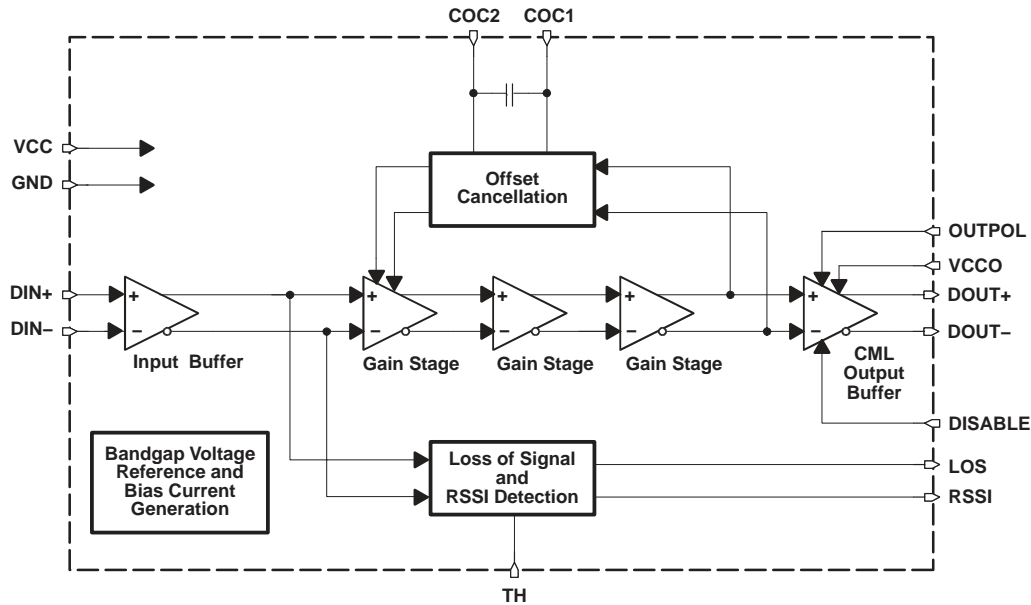 COC2 COC1
VCC
GND
Offset
Cancellation
OUTPOL
VCCO
DIN+
DIN−
DOUT+
DOUT−
+
−
+
−
+
−
+
−
+
−
Input Buffer
Gain Stage
Gain Stage
Gain Stage
CML
Output
Buffer
DISABLE
Bandgap Voltage
Reference and
Bias Current
Generation
Loss of Signal
and
RSSI Detection
LOS
RSSI
TH